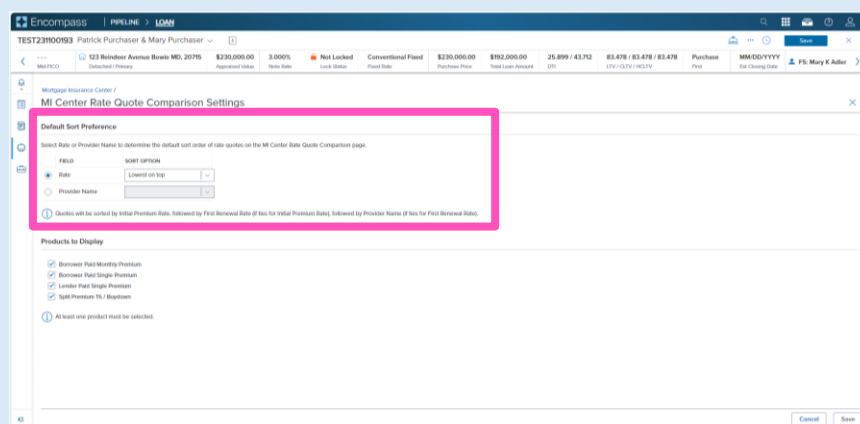 Encompass® | PIPELINE > LOAN
TEST231100193 Patrick Purchaser & Mary Purchaser
Save
--- 123 Reindeer Avenue Bowie MD, 20715 $230,000.00 3.000% Not Locked Conventional Fixed $230,000.00 $192,000.00 25.899 / 43.712 83.478 / 83.478 / 83.478 Purchase MM/DD/YYYY FS: Mary K Adler
Mid FICO Detached / Primary Appraised Value Note Rate Lock Status Fixed Rate Purchase Price Total Loan Amount DTI LTV / CLTV / HCLTV First Est Closing Date
Mortgage Insurance Center /
MI Center Rate Quote Comparison Settings
Default Sort Preference
Select Rate or Provider Name to determine the default sort order of rate quotes on the MI Center Rate Quote Comparison page.
FIELD SORT OPTION
Rate Lowest on top
Provider Name
Quotes will be sorted by Initial Premium Rate, followed by First Renewal Rate (if ties for Initial Premium Rate), followed by Provider Name (if ties for First Renewal Rate).
Products to Display
Borrower Paid Monthly Premium
Borrower Paid Single Premium
Lender Paid Single Premium
Split Premium 1% / Buydown
At least one product must be selected.
Cancel Save